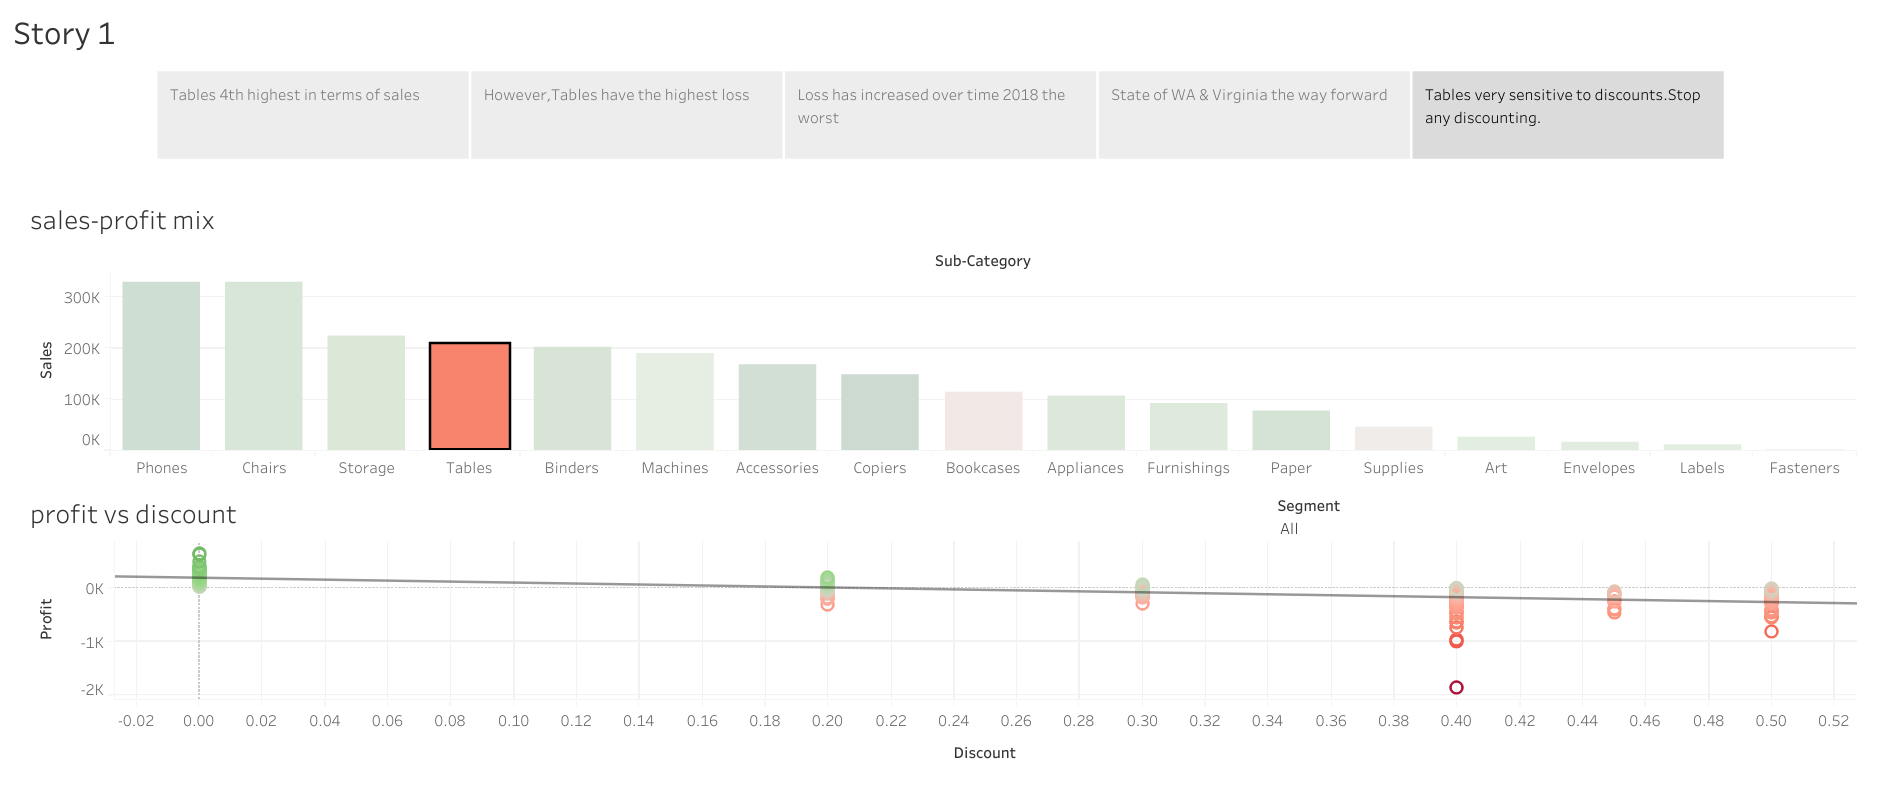 Story 1
Tables 4th highest in terms of sales
However,Tables have the highest loss
Loss has increased over time 2018 the
worst
State of WA & Virginia the way forward
Tables very sensitive to discounts.Stop
any discounting.
sales-profit mix
Sub-Category
300K
200K
100K
0K
Sales
Phones Chairs Storage Tables Binders Machines Accessories Copiers Bookcases Appliances Furnishings Paper Supplies Art Envelopes Labels Fasteners
profit vs discount
Segment
All
0K
-1K
-2K
Profit
-0.02 0.00 0.02 0.04 0.06 0.08 0.10 0.12 0.14 0.16 0.18 0.20 0.22 0.24 0.26 0.28 0.30 0.32 0.34 0.36 0.38 0.40 0.42 0.44 0.46 0.48 0.50 0.52
Discount